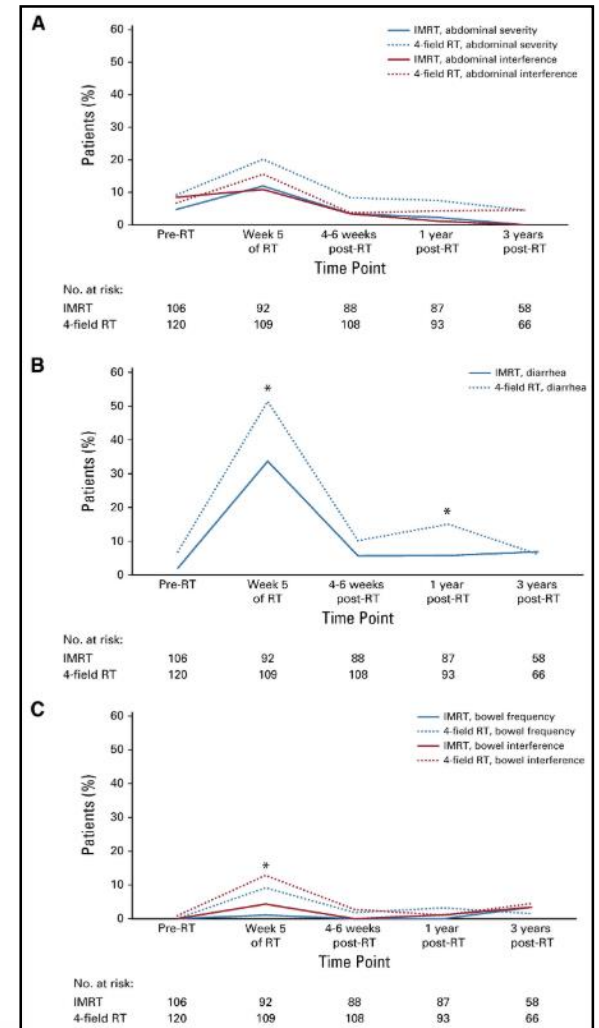 A
60
50
40
30
20
10
0
Patients (%)
IMRT, abdominal severity
4-field RT, abdominal severity
IMRT, abdominal interference
4-field RT, abdominal interference
Pre-RT Week 5 of RT 4-6 weeks post-RT 1 year post-RT 3 years post-RT
Time Point
No. at risk:
IMRT 106 92 88 87 58
4-field RT 120 109 108 93 66
B
60
50
40
30
20
10
0
Patients (%)
IMRT, diarrhea
4-field RT, diarrhea
*
*
Pre-RT Week 5 of RT 4-6 weeks post-RT 1 year post-RT 3 years post-RT
Time Point
No. at risk:
IMRT 106 92 88 87 58
4-field RT 120 109 108 93 66
C
60
50
40
30
20
10
0
Patients (%)
IMRT, bowel frequency
4-field RT, bowel frequency
IMRT, bowel interference
4-field RT, bowel interference
*
Pre-RT Week 5 of RT 4-6 weeks post-RT 1 year post-RT 3 years post-RT
Time Point
No. at risk:
IMRT 106 92 88 87 58
4-field RT 120 109 108 93 66